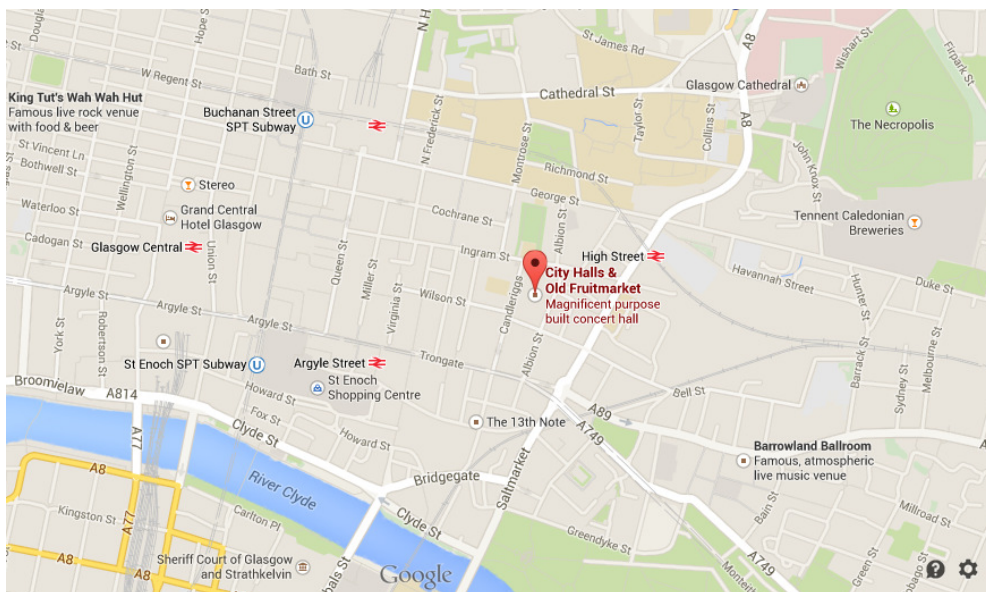 Douglas
Hope S
N H
St James Rd
A8
Wishart St
Firpark St
W Regent St
Bath St
Cathedral St
Glasgow Cathedral
King Tut's Wah Wah Hut
Famous live rock venue
with food & beer
Buchanan Street
SPT Subway
N Frederick St
Montrose St
Taylor St
Collins St
A8
The Necropolis
St Vincent Ln
Bothwell St
Wellington St
Richmond St
John Knox St
Stereo
George St
Waterloo St
Grand Central
Hotel Glasgow
Cochrane St
Albion St
Tennent Caledonian
Breweries
Cadogan St
Glasgow Central
Union St
Queen St
Ingram St
High Street
Miller St
City Halls &
Old Fruitmarket
Magnificent purpose
built concert hall
Havannah Street
Duke St
Argyle St
Argyle St
Argyle St
Virginia St
Wilson St
Candleriggs
Hunter St
York St
Robertson St
Trongate
Albion St
Barrack St
Melbourne St
St Enoch SPT Subway
Argyle Street
Sydney St
Broomielaw
A814
St Enoch
Shopping Centre
Howard St
Bell St
Fox St
Clyde St
Howard St
The 13th Note
A89
A749
A77
Barrowland Ballroom
Famous, atmospheric
live music venue
A8
River Clyde
Bridgegate
Saltmarket
Bain St
Kingston St
A77
Carlton Pl
Clyde St
Greendyke St
Millroad St
A8
Sheriff Court of Glasgow
and Strathkelvin
Google
A749
Monteith
Green St